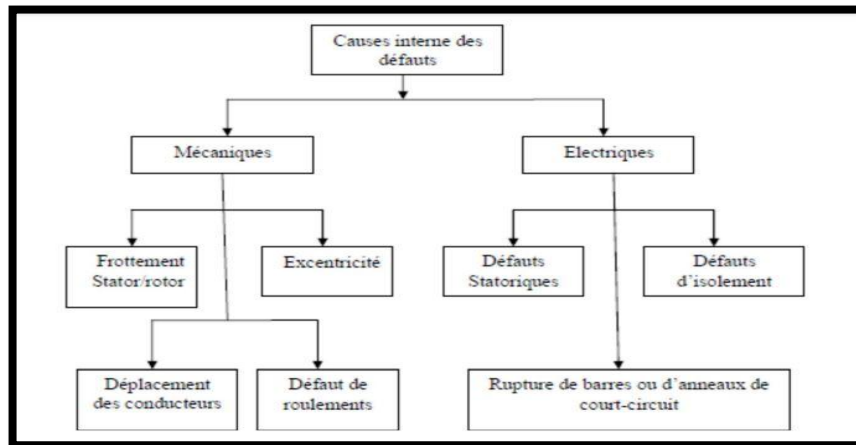 Causes interne des
défauts
Mécaniques
Electriques
Frottement
Stator/rotor
Excentricité
Défauts
Statoriques
Défauts
d'isolement
Déplacement
des conducteurs
Défaut de
roulements
Rupture de barres ou d'anneaux de
court-circuit